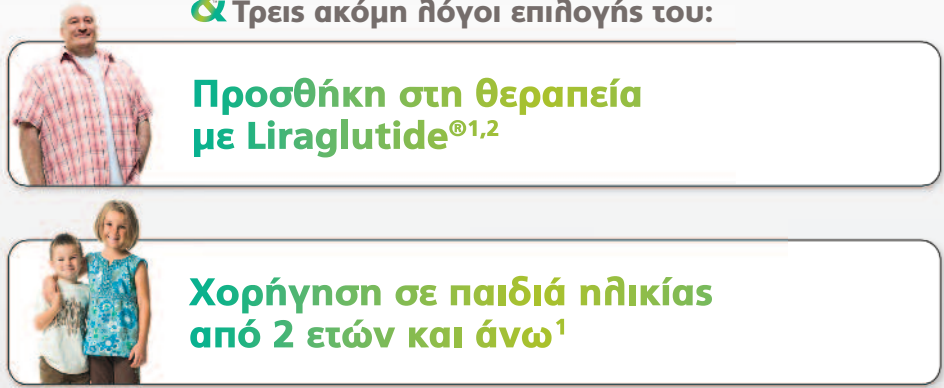 & Τρεις ακόμη λόγοι επιλογής του:
Προσθήκη στη θεραπεία
με Liraglutide®1,2
Χορήγηση σε παιδιά ηλικίας
από 2 ετών και άνω1